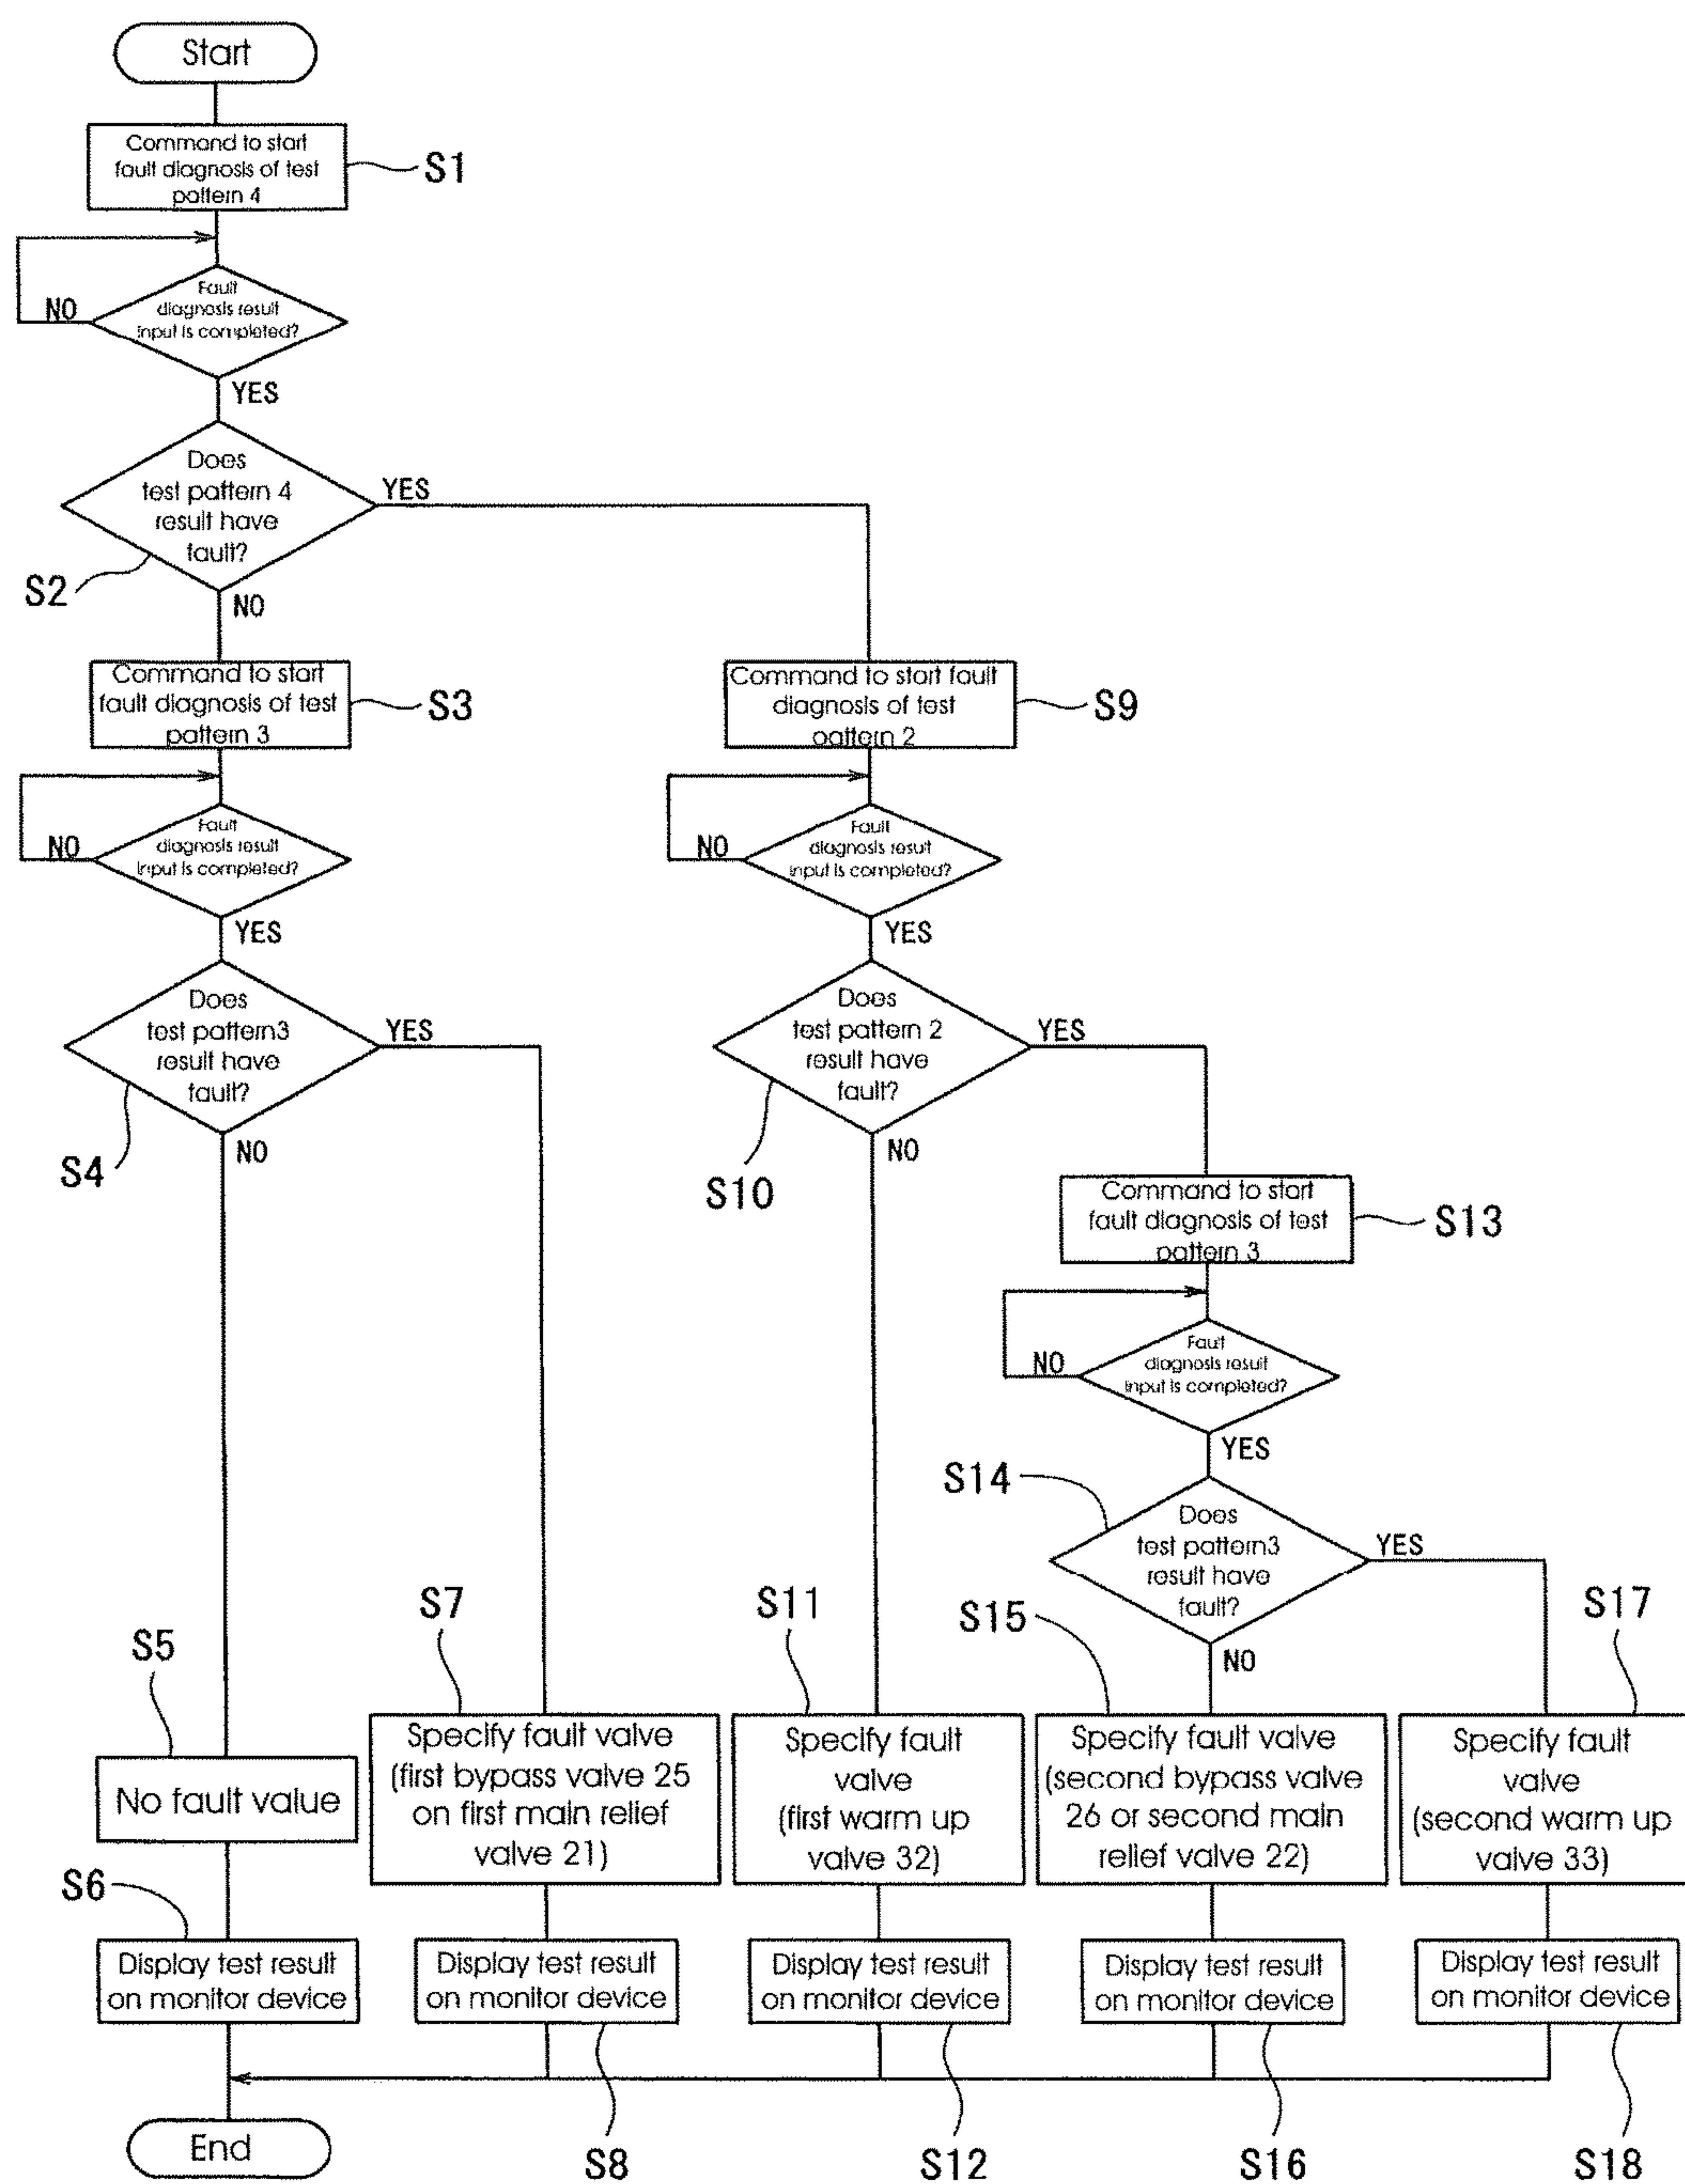 Start
Command to start
fault diagnosis of test
pattern 4
S1
Fault
diagnosis result
input is completed?
NO
YES
Does
test pattern 4
result have
fault?
YES
S2
NO
Command to start
fault diagnosis of test
pattern 3
S3
Command to start fault
diagnosis of test
pattern 2
S9
Fault
diagnosis result
input is completed?
NO
YES
Fault
diagnosis result
input is completed?
NO
YES
Does
test pattern3
result have
fault?
YES
S4
NO
Does
test pattern 2
result have
fault?
YES
S10
NO
Command to start
fault diagnosis of test
pattern 3
S13
Fault
diagnosis result
input is completed?
NO
YES
S14
Does
test pattern3
result have
fault?
YES
NO
S5
S7
S11
S15
S17
No fault value
Specify fault valve
(first bypass valve 25
on first main relief
valve 21)
Specify fault
valve
(first warm up
valve 32)
Specify fault valve
(second bypass valve
26 or second main
relief valve 22)
Specify fault
valve
(second warm up
valve 33)
S6
Display test result
on monitor device
Display test result
on monitor device
Display test result
on monitor device
Display test result
on monitor device
Display test result
on monitor device
End
S8
S12
S16
S18